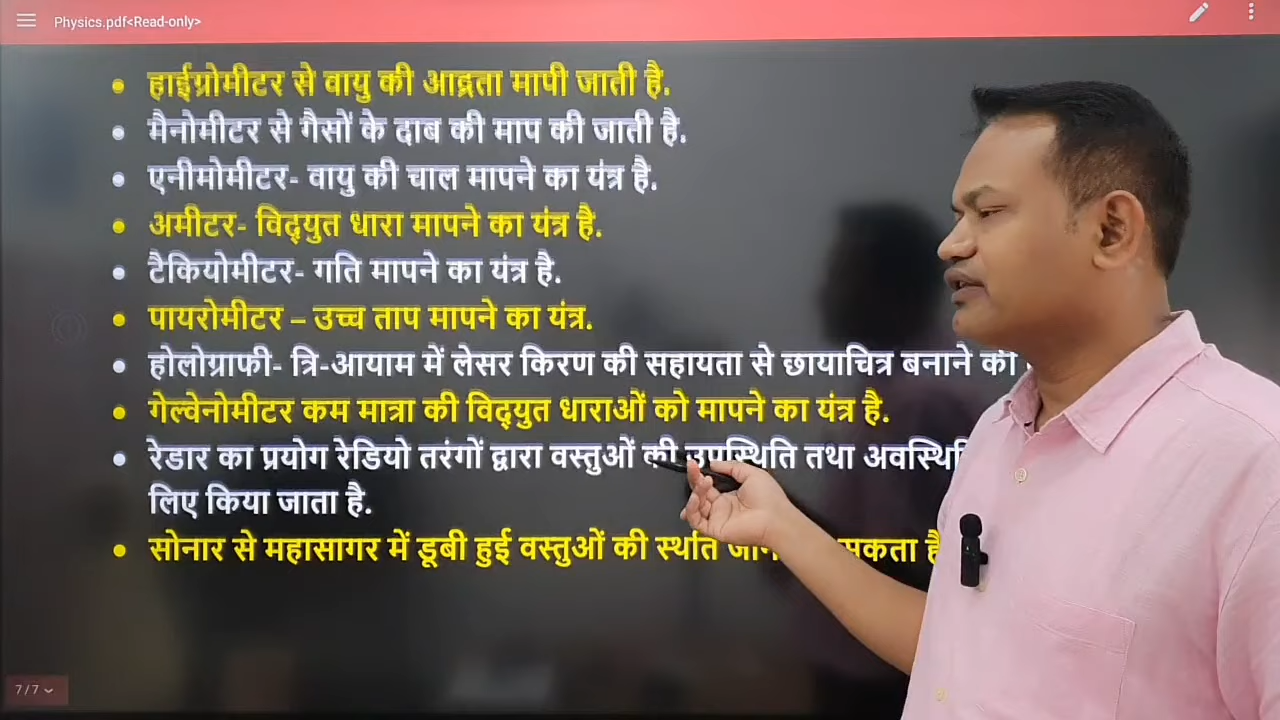 Physics.pdf<Read-only>
हाईग्रोमीटर से वायु की आद्रता मापी जाती है.
मैनोमीटर से गैसों के दाब की माप की जाती है.
एनीमोमीटर- वायु की चाल मापने का यंत्र है.
अमीटर- विद्युत धारा मापने का यंत्र है.
टैकियोमीटर- गति मापने का यंत्र है.
पायरोमीटर – उच्च ताप मापने का यंत्र.
होलोग्राफी- त्रि-आयाम में लेसर किरण की सहायता से छायाचित्र बनाने की
गेल्वेनोमीटर कम मात्रा की विद्युत धाराओं को मापने का यंत्र है.
रेडार का प्रयोग रेडियो तरंगों द्वारा वस्तुओं की उपस्थिति तथा
लिए किया जाता है.
सोनार से महासागर में डूबी हुई वस्तुओं की सकता है
7/7